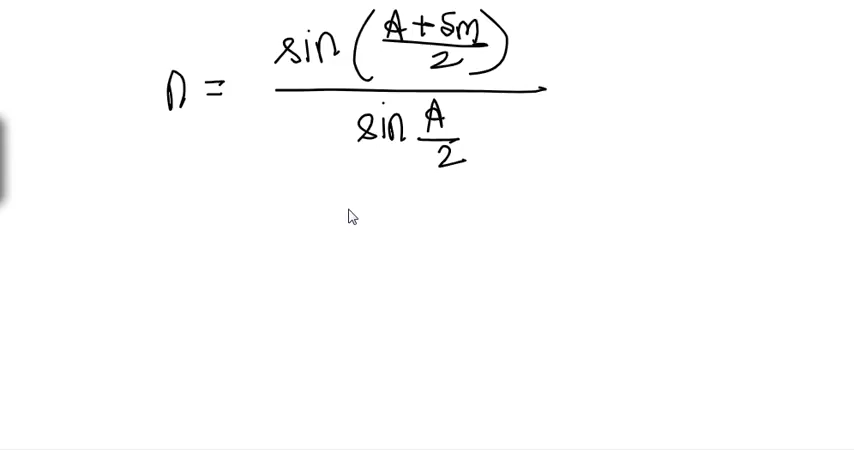 n = sin((A+δm)/2) / sin A/2